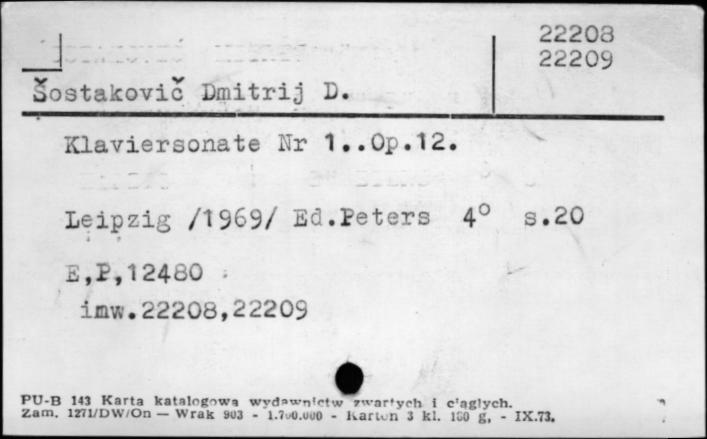 22208
22209
Šostakovič Dmitrij D.
Klaviersonate Nr 1..Op.12.
Leipzig /1969/ Ed.Peters 4° s.20
E,P,12480
inw.22208,22209
PU-B 143 Karta katalogowa wydawnictw zwartych i ciągłych.
Zam. 1271/DW/On — Wrak 903 - 1.700.000 - Karton 3 kl. 180 g. - IX.73.